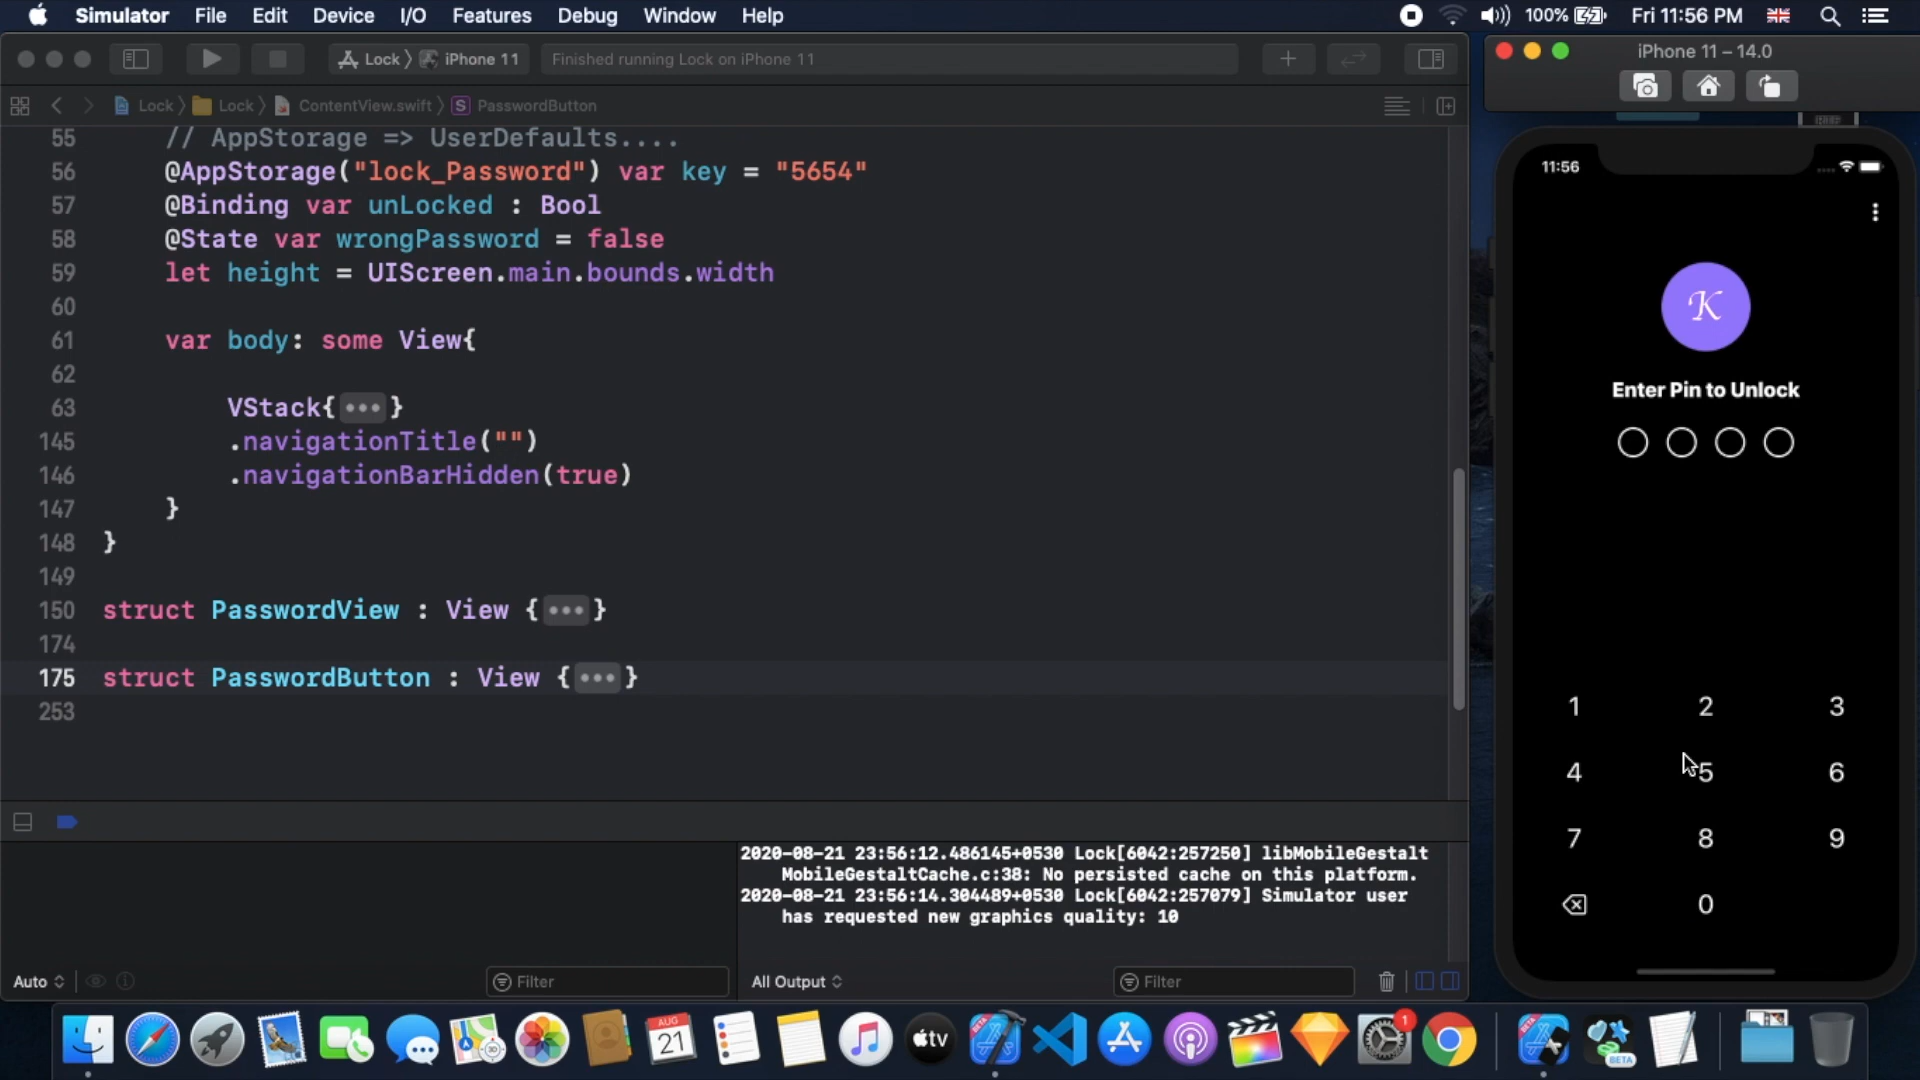 Simulator File Edit Device I/O Features Debug Window Help 100% Fri 11:56 PM
Lock iPhone 11 Finished running Lock on iPhone 11
iPhone 11 – 14.0
Lock Lock ContentView.swift S PasswordButton
55 // AppStorage => UserDefaults....
56 @AppStorage("lock_Password") var key = "5654"
57 @Binding var unLocked : Bool
58 @State var wrongPassword = false
59 let height = UIScreen.main.bounds.width
60
61 var body: some View{
62
63 VStack{•••}
145 .navigationTitle("")
146 .navigationBarHidden(true)
147 }
148 }
149
150 struct PasswordView : View {•••}
174
175 struct PasswordButton : View {•••}
253
2020-08-21 23:56:12.486145+0530 Lock[6042:257250] libMobileGestalt
MobileGestaltCache.c:38: No persisted cache on this platform.
2020-08-21 23:56:14.304489+0530 Lock[6042:257079] Simulator user
has requested new graphics quality: 10
Auto Filter All Output Filter
11:56
K
Enter Pin to Unlock
1 2 3
4 5 6
7 8 9
0
AUG
21
tv
BETA
1
BETA
BETA